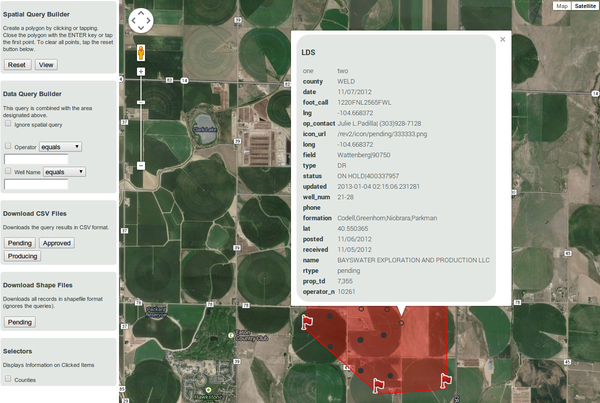 Spatial Query Builder
Create a polygon by clicking or tapping.
Close the polygon with the ENTER key or tap
the first point. To clear all points, tap the reset
button below.
Reset View
Data Query Builder
This query is combined with the area
designated above.
Ignore spatial query
Operator equals
Well Name equals
Download CSV Files
Downloads the query results in CSV format.
Pending Approved
Producing
Download Shape Files
Downloads all records in shapefile format
(ignores the queries).
Pending
Selectors
Displays Information on Clicked Items
Counties
Map Satellite
LDS
one two
county WELD
date 11/07/2012
foot_call 1220FNL2565FWL
lng -104.668372
op_contact Julie L.Padilla| (303)928-7128
icon_url /rev2/icon/pending/333333.png
long -104.668372
field Wattenberg|90750
type DR
status ON HOLD|400337957
updated 2013-01-04 02:15:06.231281
well_num 21-28
phone
formation Codell,Greenhorn,Niobrara,Parkman
lat 40.550365
posted 11/06/2012
received 11/05/2012
name BAYSWATER EXPLORATION AND PRODUCTION LLC
rtype pending
prop_td 7,355
operator_n 10261
Eaton
Country Club
Hawkstone